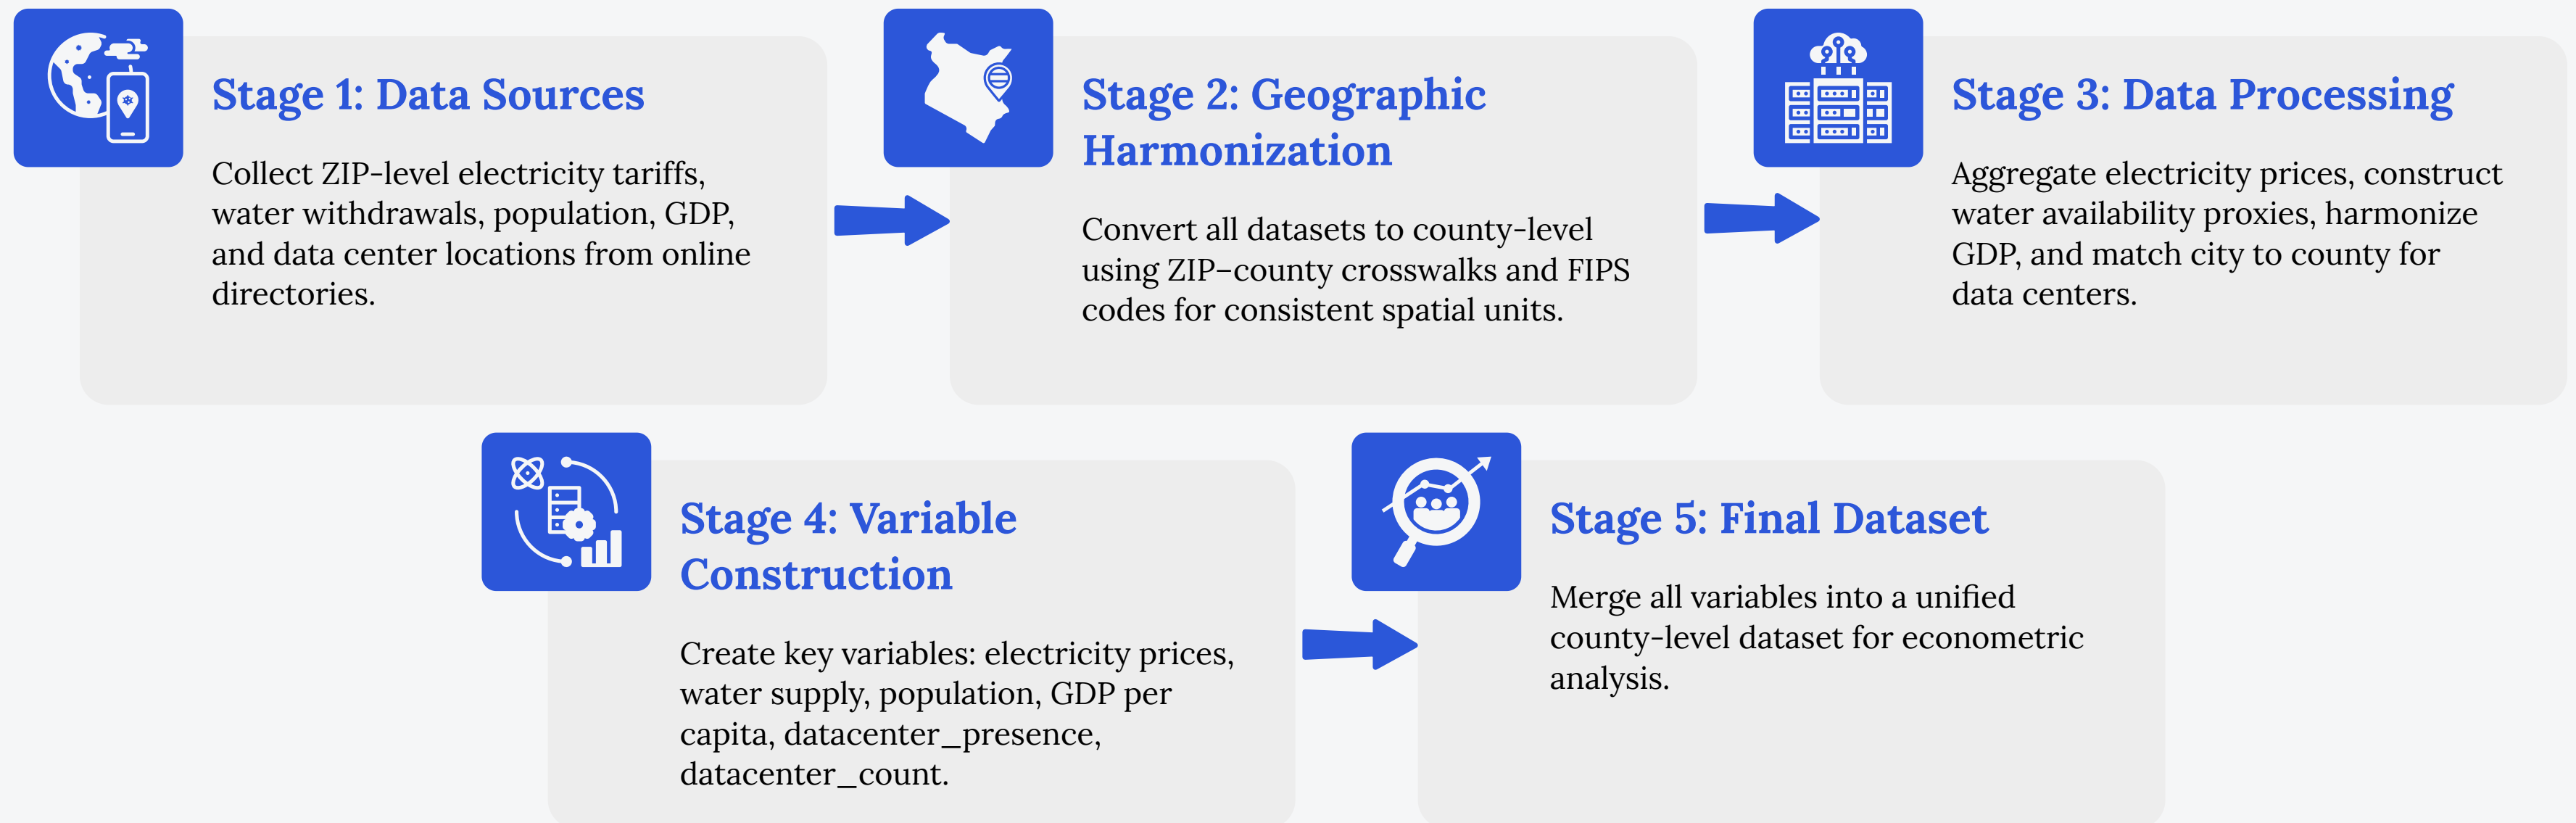 Stage 1: Data Sources
Collect ZIP-level electricity tariffs,
water withdrawals, population, GDP,
and data center locations from online
directories.
Stage 2: Geographic
Harmonization
Convert all datasets to county-level
using ZIP–county crosswalks and FIPS
codes for consistent spatial units.
Stage 3: Data Processing
Aggregate electricity prices, construct
water availability proxies, harmonize
GDP, and match city to county for
data centers.
Stage 4: Variable
Construction
Create key variables: electricity prices,
water supply, population, GDP per
capita, datacenter_presence,
datacenter_count.
Stage 5: Final Dataset
Merge all variables into a unified
county-level dataset for econometric
analysis.